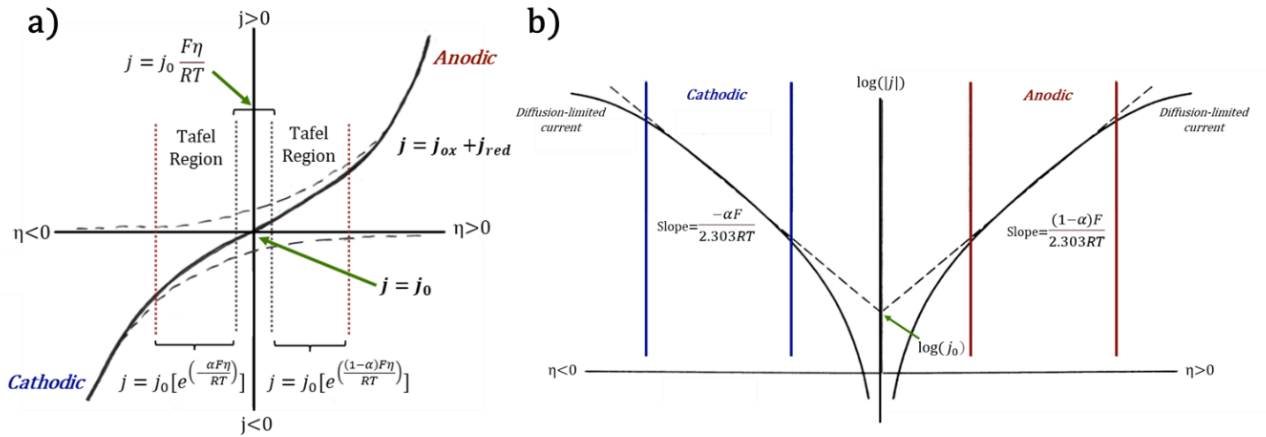 a)
j>0
j = j₀ Fη/RT
Anodic
Tafel
Region
Tafel
Region
j = jₒₓ +jᵣₑd
η<0
η>0
j = j₀
Cathodic
j = j₀[e^(−αFη/RT)]
j = j₀[e^((1−α)Fη/RT)]
j<0
b)
log(|j|)
Cathodic
Anodic
Diffusion-limited
current
Diffusion-limited
current
Slope=−αF/2.303RT
Slope=(1−α)F/2.303RT
log(j₀)
η<0
η>0